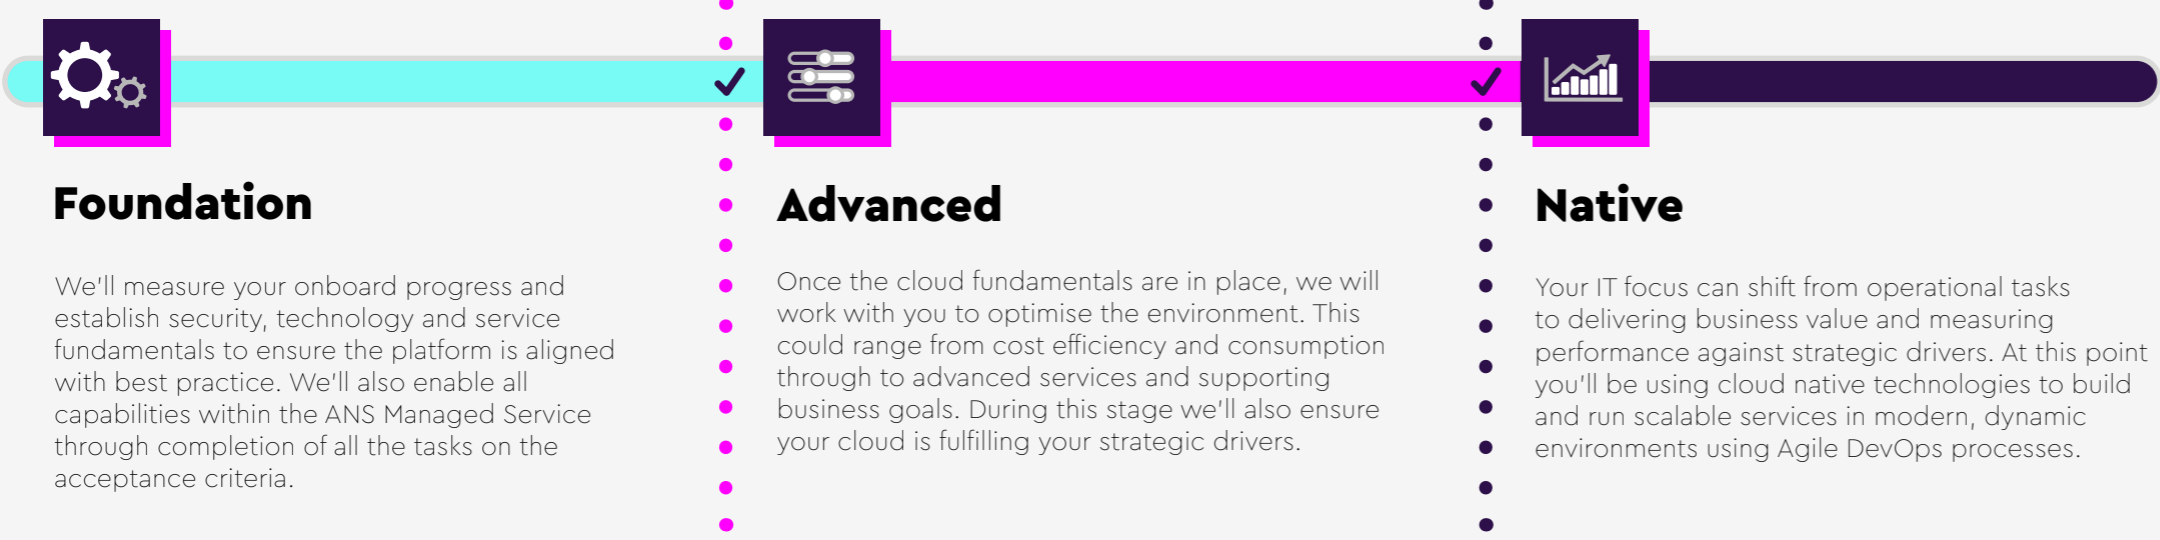 Foundation
We'll measure your onboard progress and
establish security, technology and service
fundamentals to ensure the platform is aligned
with best practice. We'll also enable all
capabilities within the ANS Managed Service
through completion of all the tasks on the
acceptance criteria.
Advanced
Once the cloud fundamentals are in place, we will
work with you to optimise the environment. This
could range from cost efficiency and consumption
through to advanced services and supporting
business goals. During this stage we'll also ensure
your cloud is fulfilling your strategic drivers.
Native
Your IT focus can shift from operational tasks
to delivering business value and measuring
performance against strategic drivers. At this point
you'll be using cloud native technologies to build
and run scalable services in modern, dynamic
environments using Agile DevOps processes.